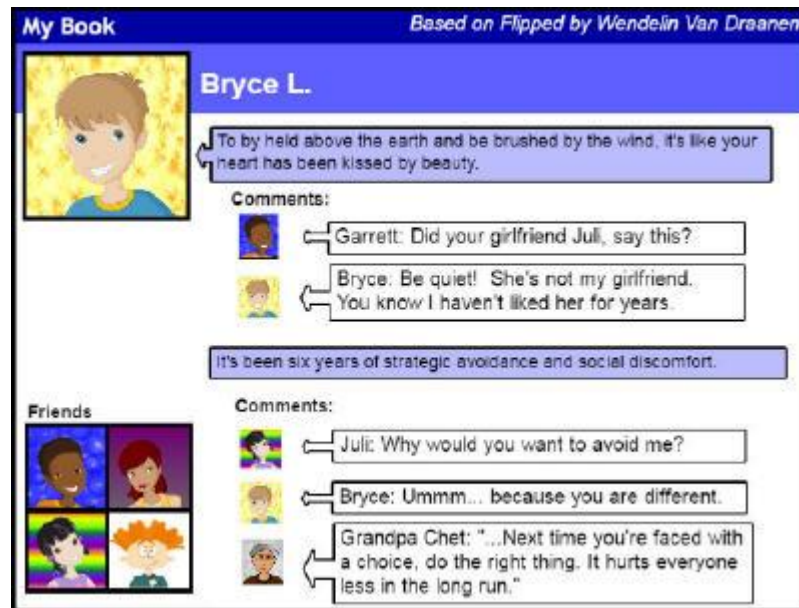 My Book
Based on Flipped by Wendelin Van Draanen
Bryce L.
To by held above the earth and be brushed by the wind, it's like your
heart has been kissed by beauty.
Comments:
Garrett: Did your girlfriend Juli, say this?
Bryce: Be quiet! She's not my girlfriend.
You know I haven't liked her for years.
It's been six years of strategic avoidance and social discomfort.
Friends
Comments:
Juli: Why would you want to avoid me?
Bryce: Ummm... because you are different.
Grandpa Chet: "...Next time you're faced with
a choice, do the right thing. It hurts everyone
less in the long run."